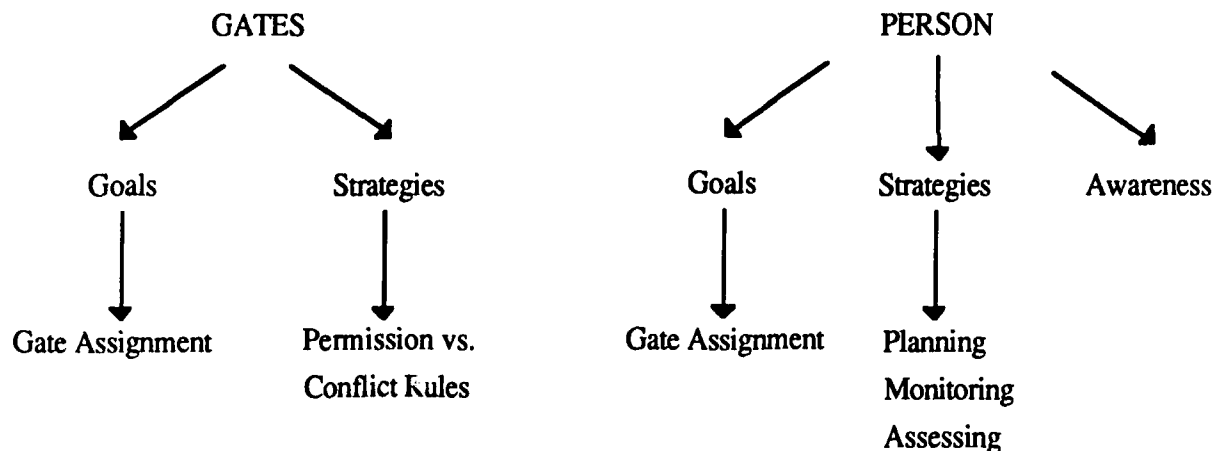 GATES
Goals
Strategies
Gate Assignment
Permission vs.
Conflict Rules
PERSON
Goals
Strategies
Awareness
Gate Assignment
Planning
Monitoring
Assessing